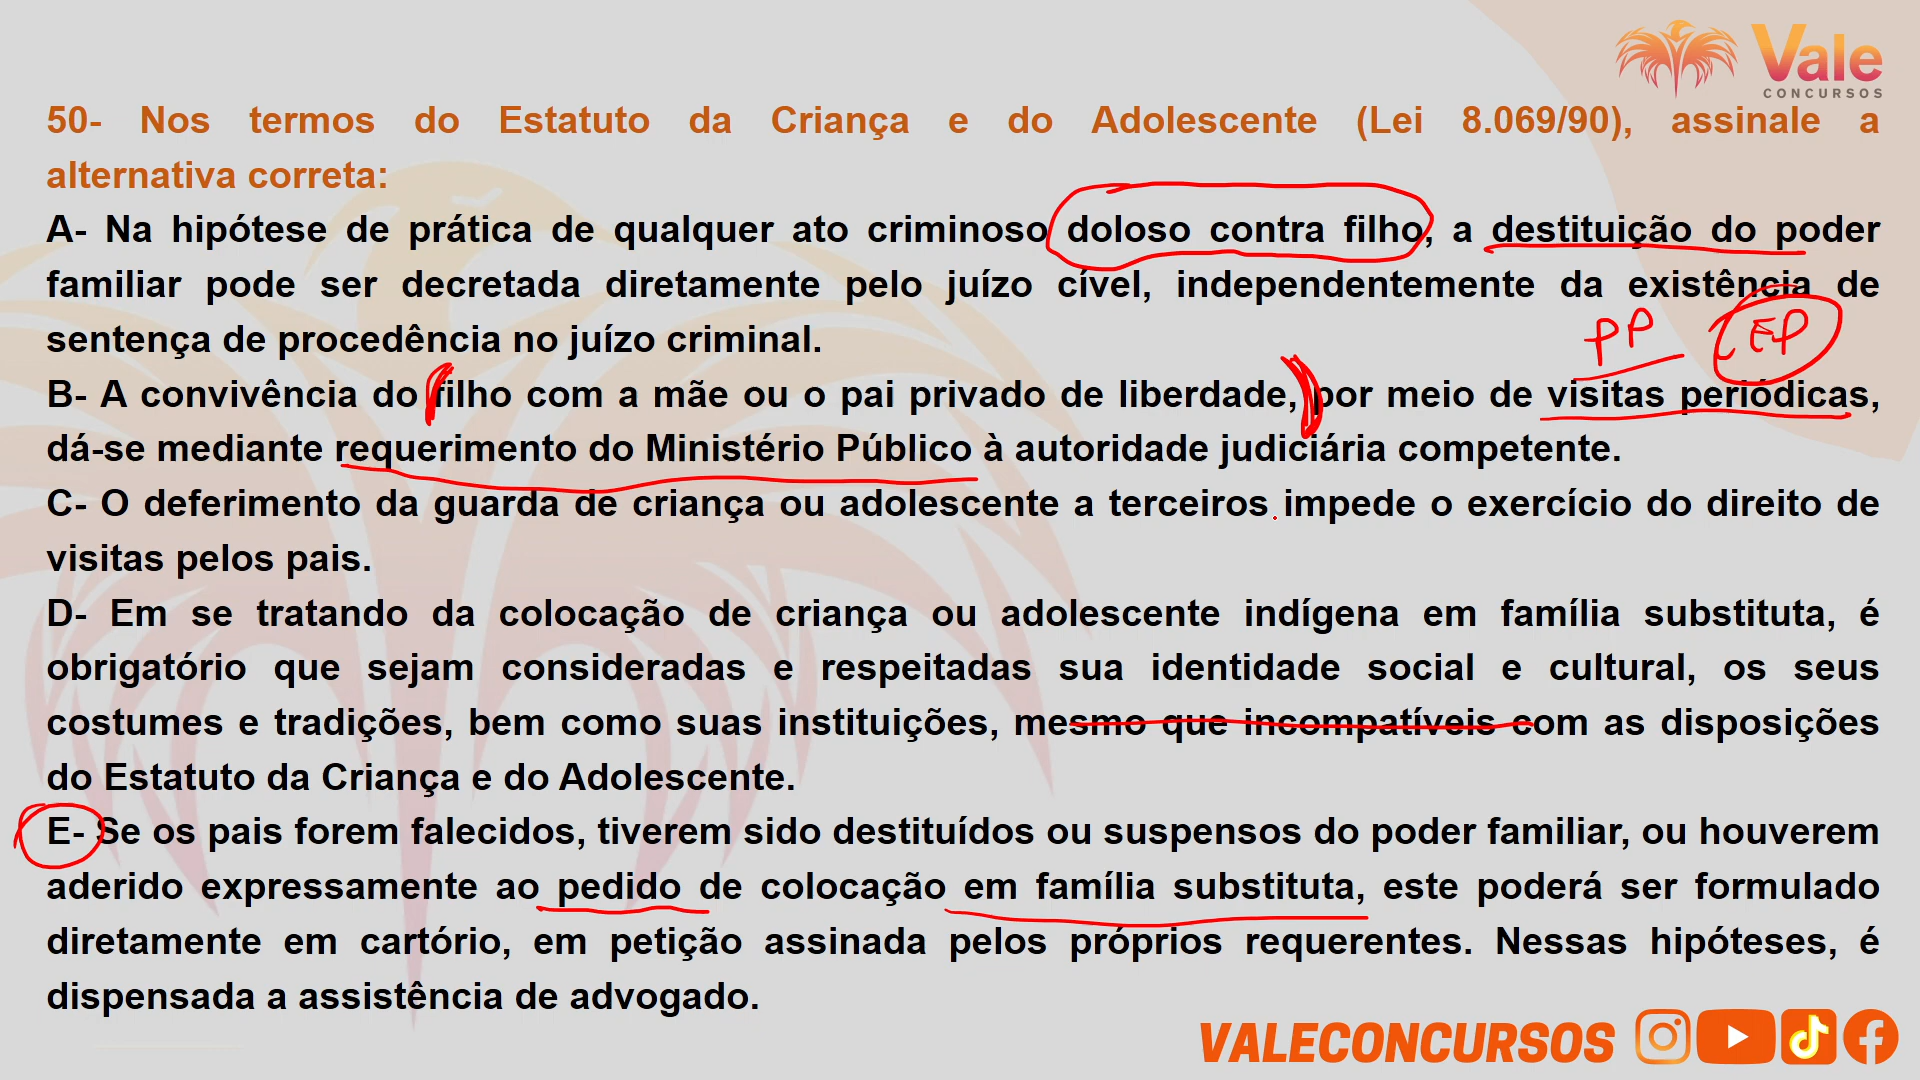 Vale
CONCURSOS
50- Nos termos do Estatuto da Criança e do Adolescente (Lei 8.069/90), assinale a
alternativa correta:
A- Na hipótese de prática de qualquer ato criminoso doloso contra filho, a destituição do poder
familiar pode ser decretada diretamente pelo juízo cível, independentemente da existência de
sentença de procedência no juízo criminal.
PP LEP
B- A convivência do filho com a mãe ou o pai privado de liberdade, por meio de visitas periódicas,
dá-se mediante requerimento do Ministério Público à autoridade judiciária competente.
C- O deferimento da guarda de criança ou adolescente a terceiros impede o exercício do direito de
visitas pelos pais.
D- Em se tratando da colocação de criança ou adolescente indígena em família substituta, é
obrigatório que sejam consideradas e respeitadas sua identidade social e cultural, os seus
costumes e tradições, bem como suas instituições, mesmo que incompatíveis com as disposições
do Estatuto da Criança e do Adolescente.
E- Se os pais forem falecidos, tiverem sido destituídos ou suspensos do poder familiar, ou houverem
aderido expressamente ao pedido de colocação em família substituta, este poderá ser formulado
diretamente em cartório, em petição assinada pelos próprios requerentes. Nessas hipóteses, é
dispensada a assistência de advogado.
VALECONCURSOS